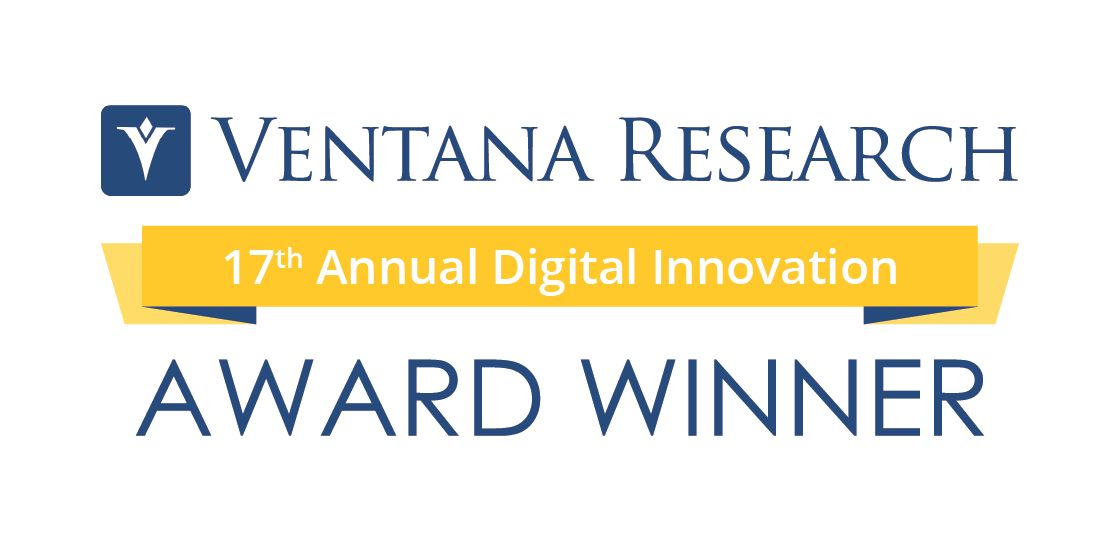 VENTANA RESEARCH
17th Annual Digital Innovation
AWARD WINNER